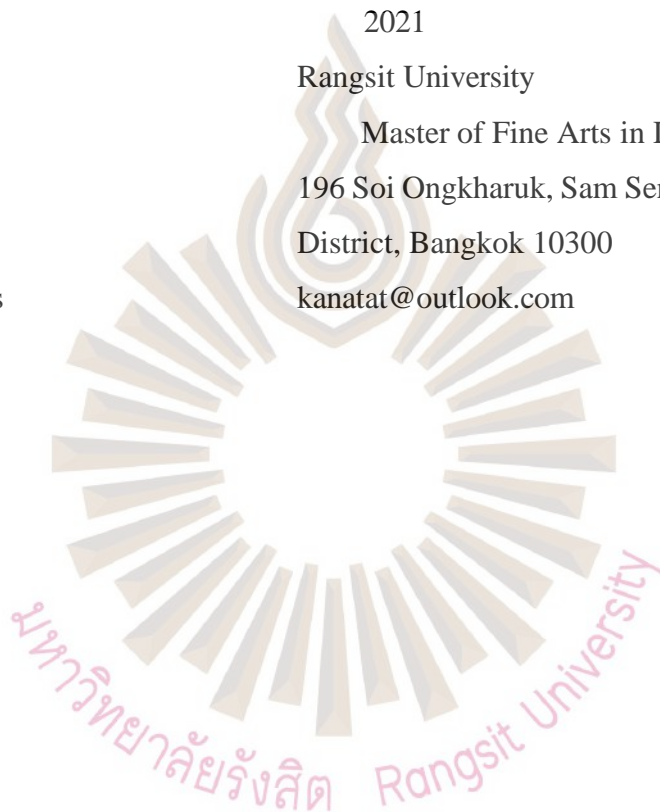 2021
Rangsit University
Master of Fine Arts in
196 Soi Ongkharuk, Sam
District, Bangkok 10300
kanatat@outlook.com
มหาวิทยาลัยรังสิต Rangsit University